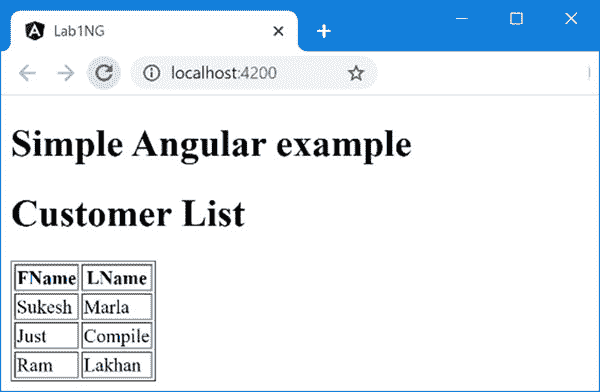 Lab1NG
localhost:4200
Simple Angular example
Customer List
FName LName
Sukesh Marla
Just Compile
Ram Lakhan